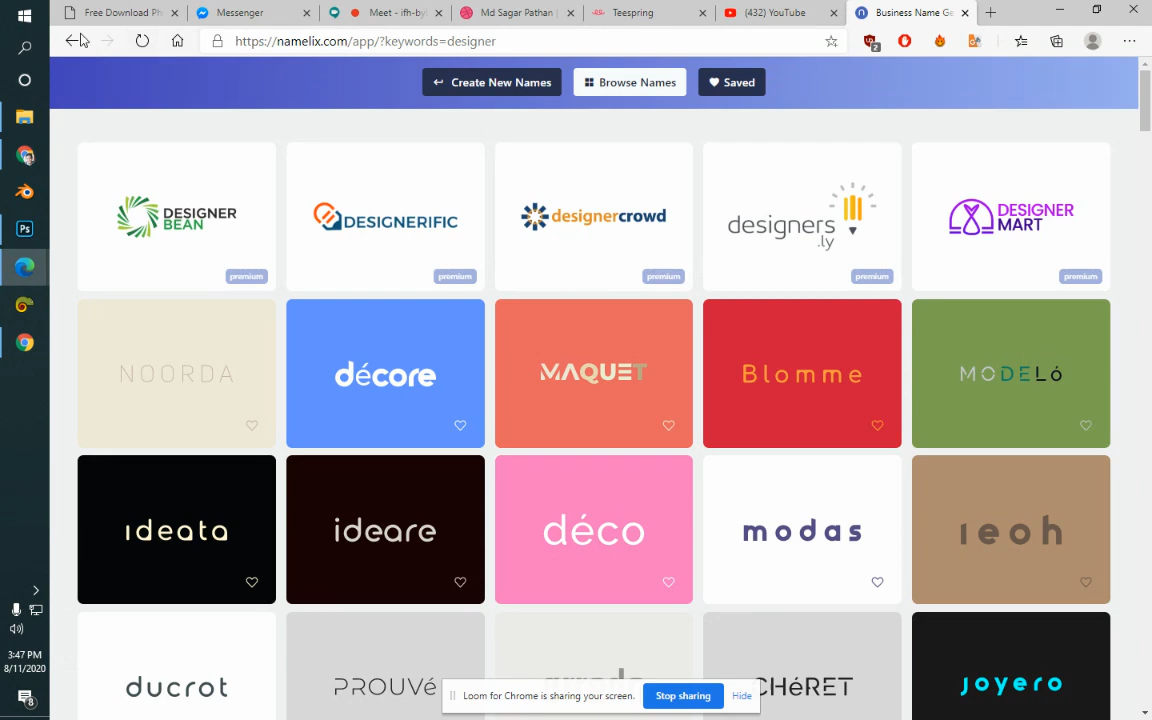 Free Download Ph
Messenger
Meet - ifh-by
Md Sagar Pathan
Teespring
(432) YouTube
Business Name Ge
https://namelix.com/app/?keywords=designer
2
Create New Names
Browse Names
Saved
DESIGNER
BEAN
premium
DESIGNERIFIC
premium
designercrowd
premium
designers
.ly
premium
DESIGNER
MART
premium
NOORDA
décore
MAQUET
Blomme
MODELó
ideata
ideare
déco
modas
ieoh
ducrot
PROUVé
CHéRET
joyero
Ps
Loom for Chrome is sharing your screen.
Stop sharing
Hide
3:47 PM
8/11/2020
8